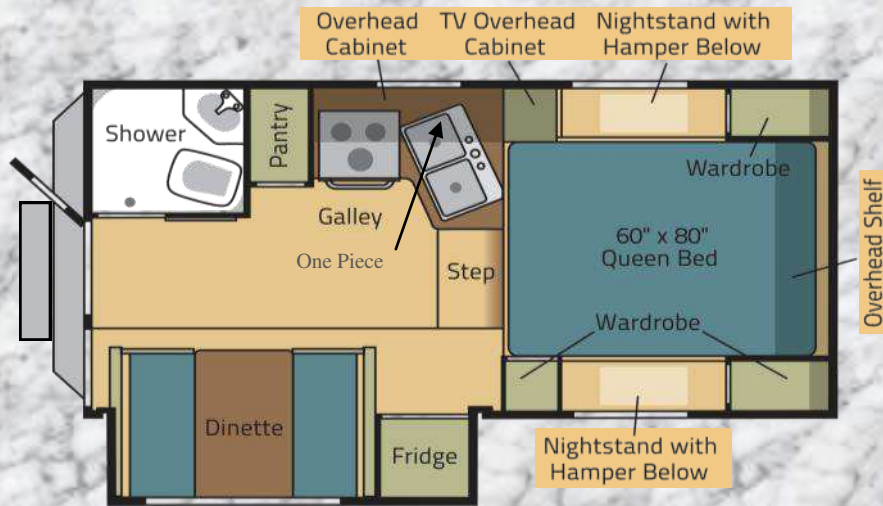 Overhead
Cabinet
TV Overhead
Cabinet
Nightstand with
Hamper Below
Shower
Pantry
Wardrobe
Galley
60" x 80"
Queen Bed
One Piece
Step
Overhead Shelf
Wardrobe
Dinette
Fridge
Nightstand with
Hamper Below